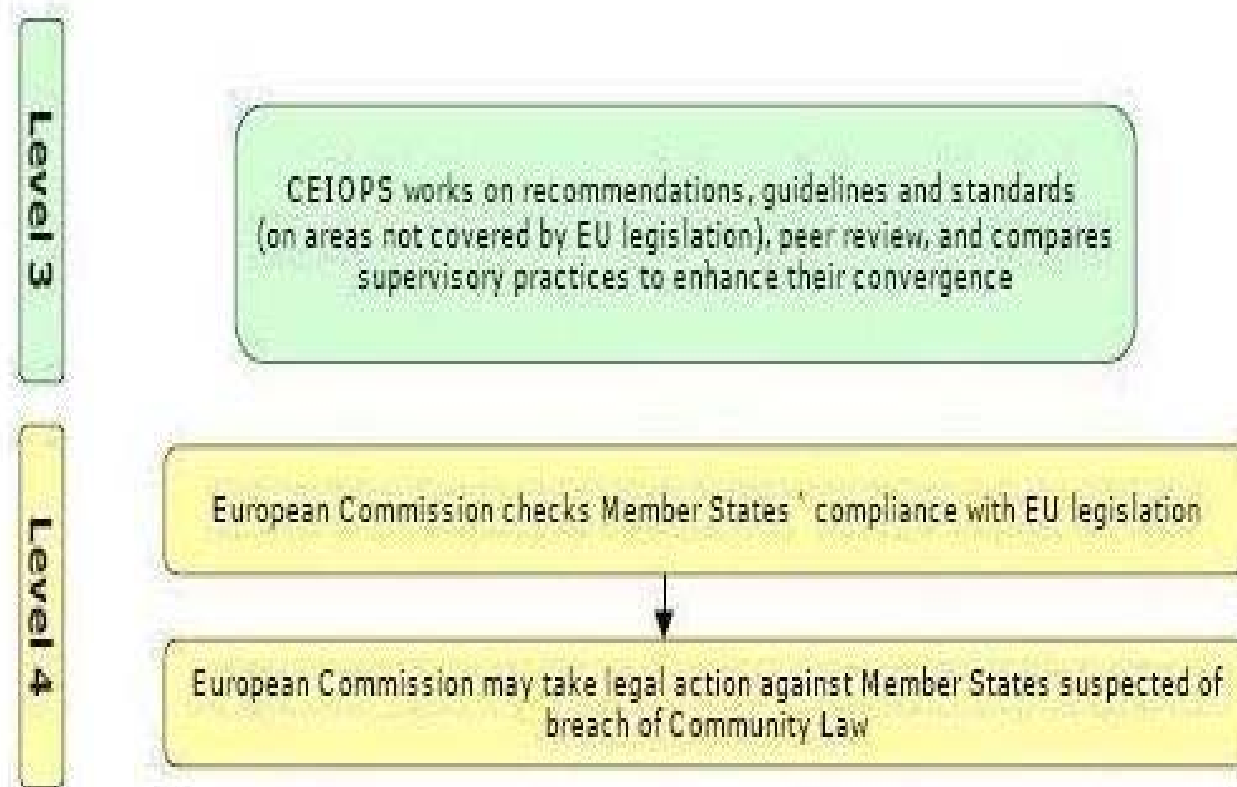 Level 3
CEIOPS works on recommendations, guidelines and standards
(on areas not covered by EU legislation), peer review, and compares
supervisory practices to enhance their convergence
Level 4
European Commission checks Member States ' compliance with EU legislation
European Commission may take legal action against Member States suspected of
breach of Community Law